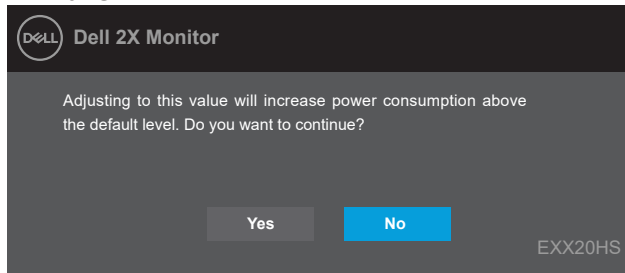 DELL Dell 2X Monitor
Adjusting to this value will increase power consumption above
the default level. Do you want to continue?
Yes No
EXX20HS